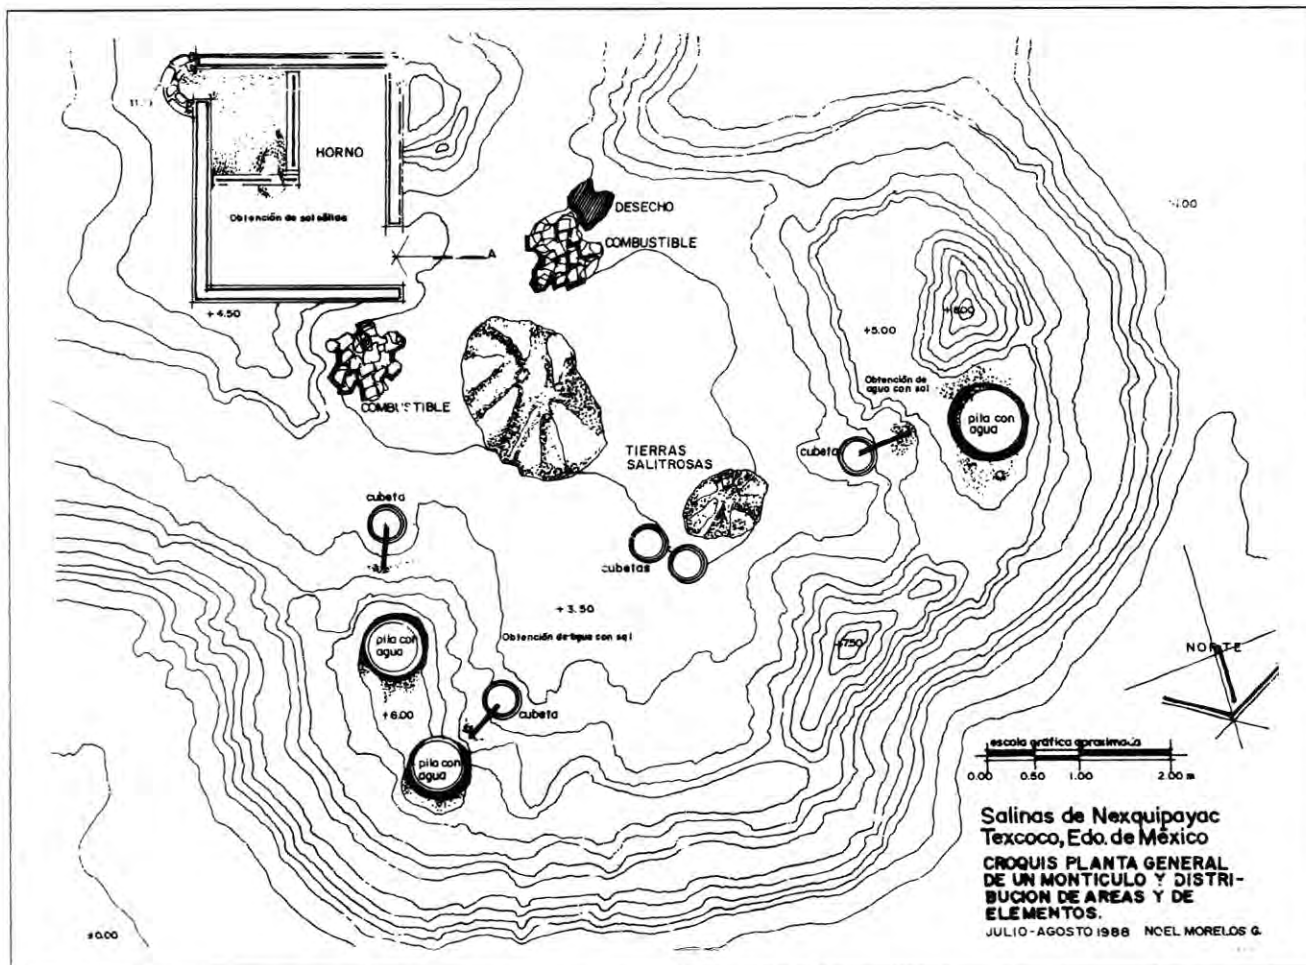 HORNO
Obtención de sal sólida
DESECHO
COMBUSTIBLE
A
+4.50
COMBUSTIBLE
+5.00
+8.00
Obtención de
agua con sal
pila con
agua
cubeta
TIERRAS
SALITROSAS
cubeta
cubetas
+3.50
Obtención de agua con sal
pila con
agua
+7.50
NORTE
+6.00
cubeta
pila con
agua
escala gráfica aproximada
0.00 0.50 1.00 2.00 m
Salinas de Nexquipayac
Texcoco, Edo. de México
CROQUIS PLANTA GENERAL
DE UN MONTICULO Y DISTRI-
BUCION DE AREAS Y DE
ELEMENTOS.
JULIO-AGOSTO 1988 NOEL MORELOS G.
±0.00